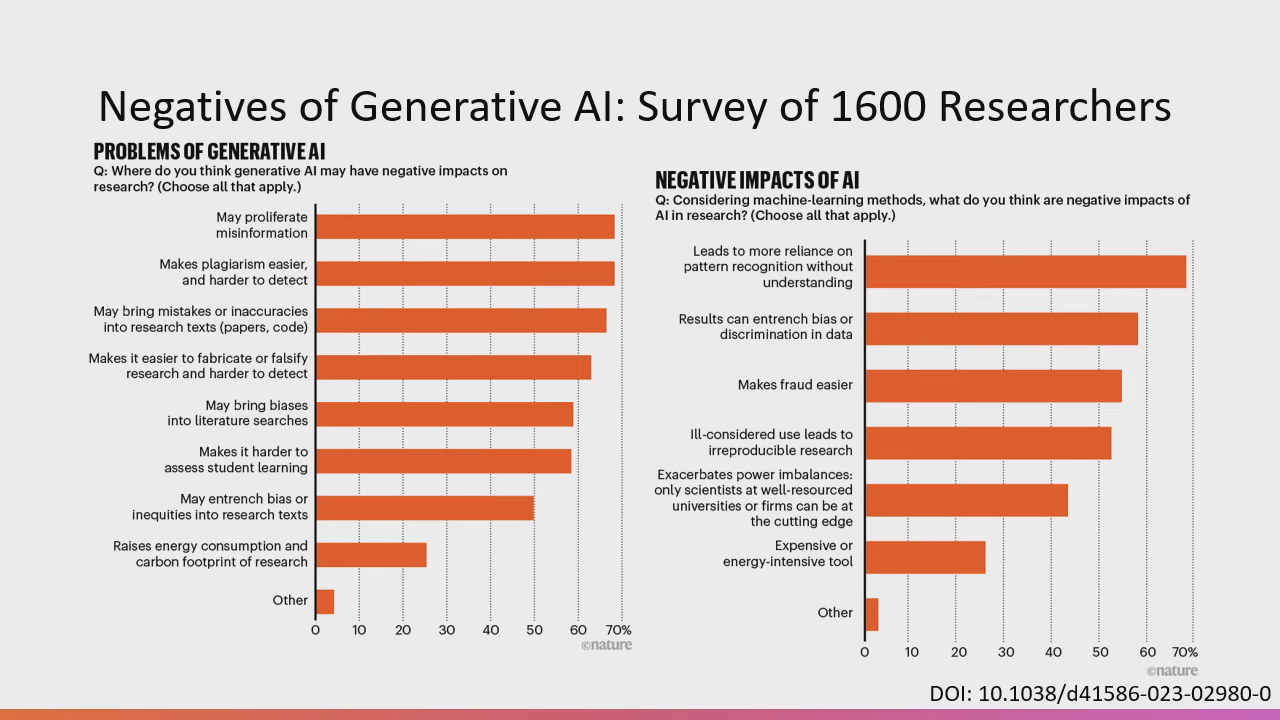 Negatives of Generative AI: Survey of 1600 Researchers
PROBLEMS OF GENERATIVE AI
Q: Where do you think generative AI may have negative impacts on
research? (Choose all that apply.)
May proliferate
misinformation
Makes plagiarism easier,
and harder to detect
May bring mistakes or inaccuracies
into research texts (papers, code)
Makes it easier to fabricate or falsify
research and harder to detect
May bring biases
into literature searches
Makes it harder to
assess student learning
May entrench bias or
inequities into research texts
Raises energy consumption and
carbon footprint of research
Other
0 10 20 30 40 50 60 70%
©nature
NEGATIVE IMPACTS OF AI
Q: Considering machine-learning methods, what do you think are negative impacts of
AI in research? (Choose all that apply.)
Leads to more reliance on
pattern recognition without
understanding
Results can entrench bias or
discrimination in data
Makes fraud easier
Ill-considered use leads to
irreproducible research
Exacerbates power imbalances:
only scientists at well-resourced
universities or firms can be at
the cutting edge
Expensive or
energy-intensive tool
Other
0 10 20 30 40 50 60 70%
©nature
DOI: 10.1038/d41586-023-02980-0